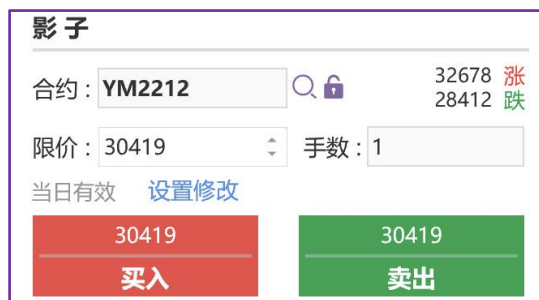 影子
合约：YM2212
32678 涨
28412 跌
限价：30419 手数：1
当日有效 设置修改
30419 30419
买入 卖出